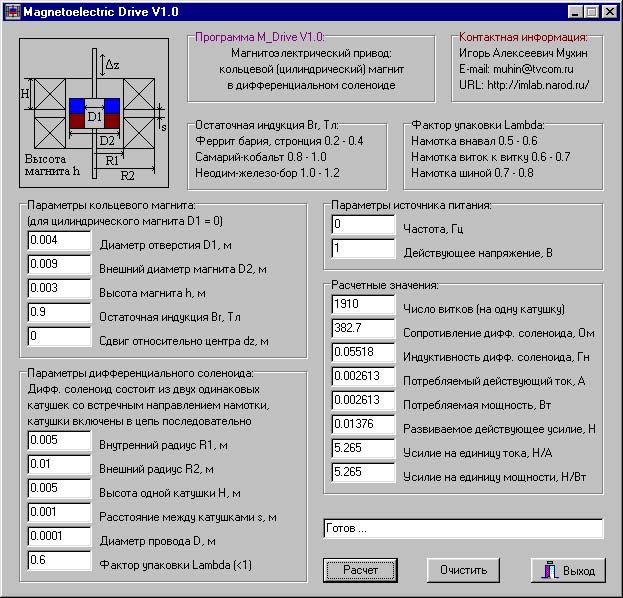 Magnetoelectric Drive V1.0
Δz
H
D1
s
D2
R1
R2
Высота
магнита h
Программа M_Drive V1.0:
Магнитоэлектрический привод:
кольцевой (цилиндрический) магнит
в дифференциальном соленоиде
Контактная информация:
Игорь Алексеевич Мухин
E-mail: muhin@tvcom.ru
URL: http://imlab.narod.ru/
Остаточная индукция Br, Тл:
Феррит бария, стронция 0.2 - 0.4
Самарий-кобальт 0.8 - 1.0
Неодим-железо-бор 1.0 - 1.2
Фактор упаковки Lambda:
Намотка внавал 0.5 - 0.6
Намотка виток к витку 0.6 - 0.7
Намотка шиной 0.7 - 0.8
Параметры кольцевого магнита:
(для цилиндрического магнита D1 = 0)
0.004 Диаметр отверстия D1, м
0.009 Внешний диаметр магнита D2, м
0.003 Высота магнита h, м
0.9 Остаточная индукция Br, Тл
0 Сдвиг относительно центра dz, м
Параметры дифференциального соленоида:
Дифф. соленоид состоит из двух одинаковых
катушек со встречным направлением намотки,
катушки включены в цепь последовательно
0.005 Внутренний радиус R1, м
0.01 Внешний радиус R2, м
0.005 Высота одной катушки H, м
0.001 Расстояние между катушками s, м
0.0001 Диаметр провода D, м
0.6 Фактор упаковки Lambda (<1)
Параметры источника питания:
0 Частота, Гц
1 Действующее напряжение, В
Расчетные значения:
1910 Число витков (на одну катушку)
382.7 Сопротивление дифф. соленоида, Ом
0.05518 Индуктивность дифф. соленоида, Гн
0.002613 Потребляемый действующий ток, А
0.002613 Потребляемая мощность, Вт
0.01376 Развиваемое действующее усилие, Н
5.265 Усилие на единицу тока, Н/А
5.265 Усилие на единицу мощности, Н/Вт
Готов ...
Расчет
Очистить
Выход